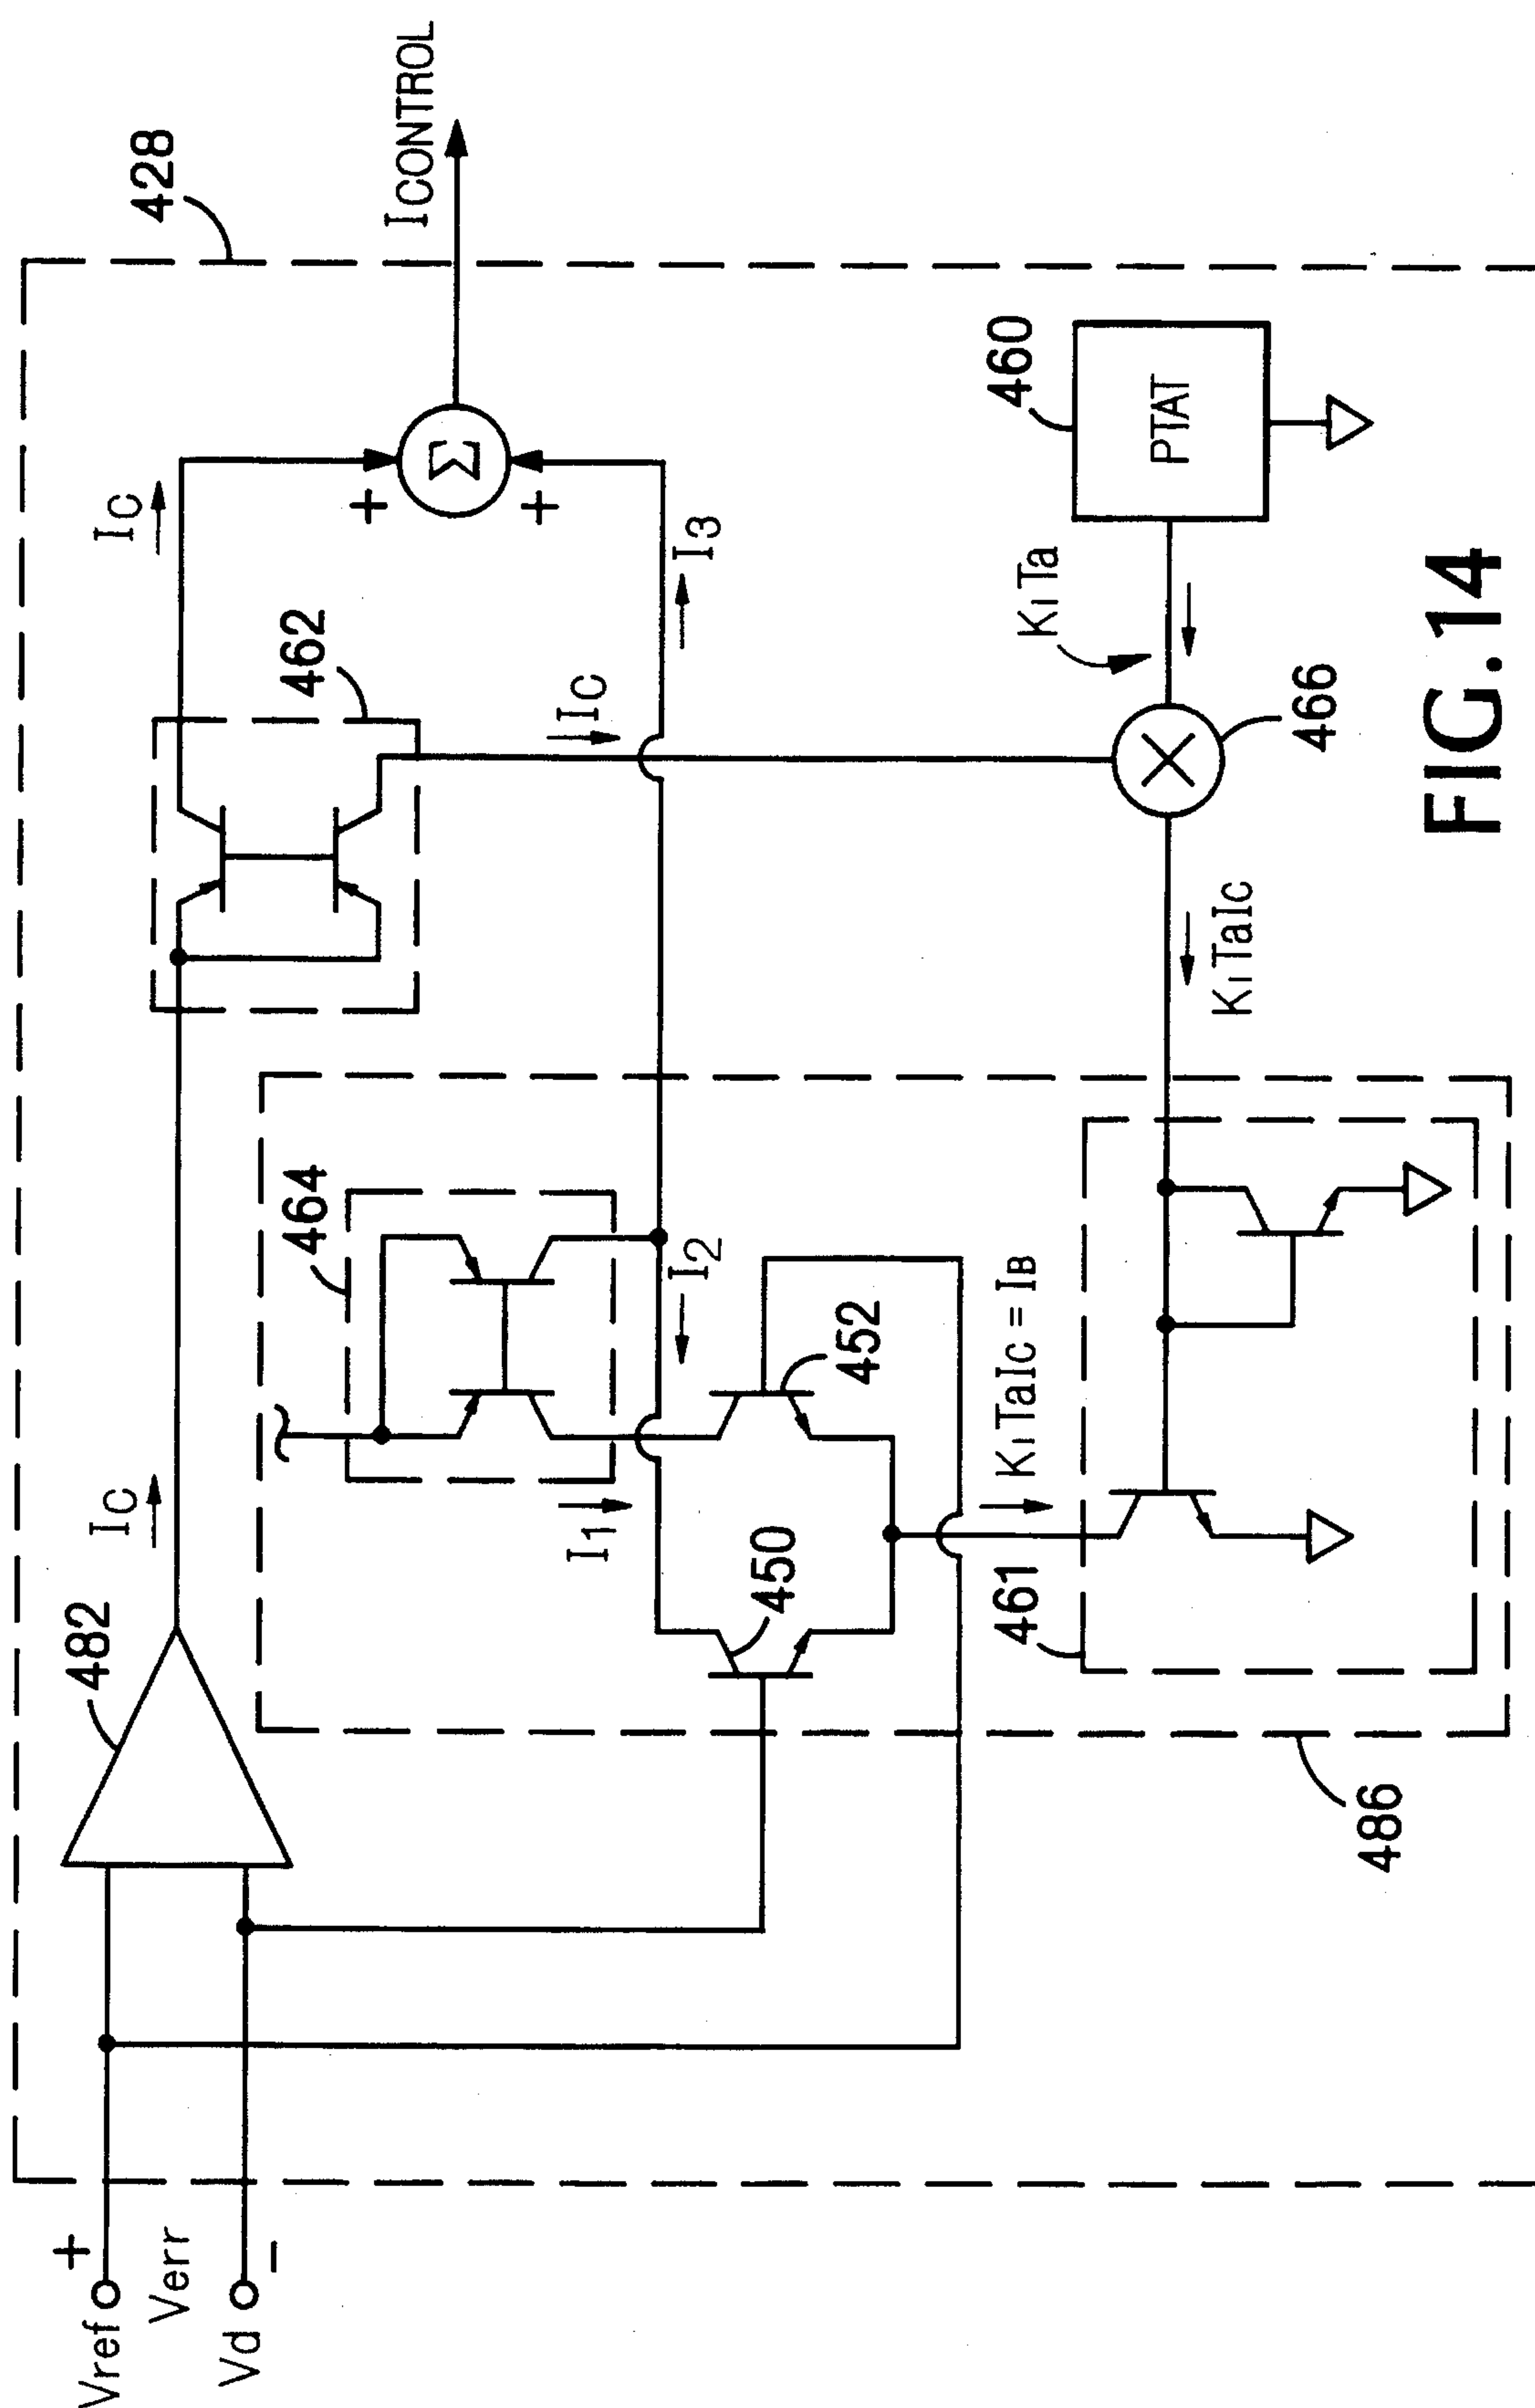 428
ICONTROL
IC
482
IC
462
Σ
+
+
Vref
+
Verr
Vd
-
464
I1
I2
IC
I3
450
452
K1TaIC = IB
461
486
K1TaIC
466
K1Ta
460
PTAT
FIG.14